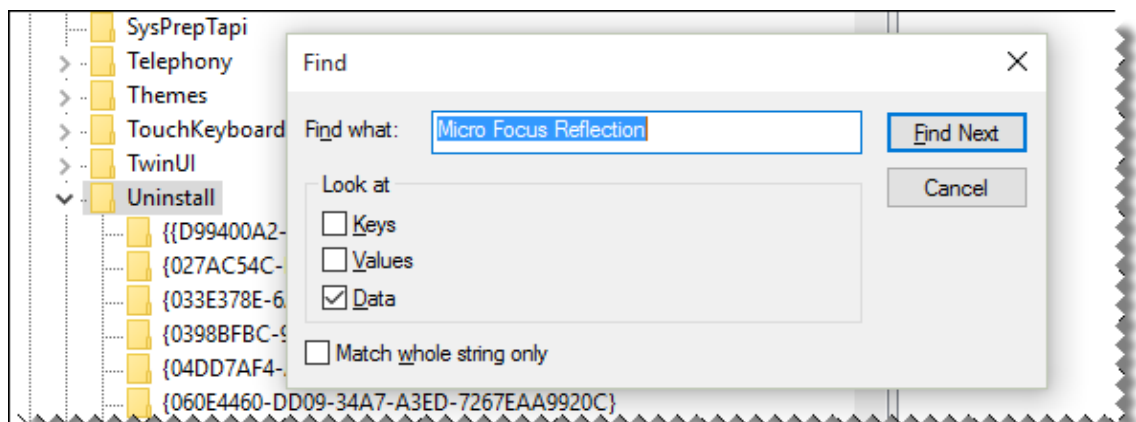 SysPrepTapi
Telephony
Themes
TouchKeyboard
TwinUI
Uninstall
{{D99400A2-
{027AC54C-
{033E378E-6
{0398BFBC-9
{04DD7AF4-
{060E4460-DD09-34A7-A3ED-7267EAA9920C}
Find
Find what: Micro Focus Reflection
Find Next
Cancel
Look at
Keys
Values
Data
Match whole string only